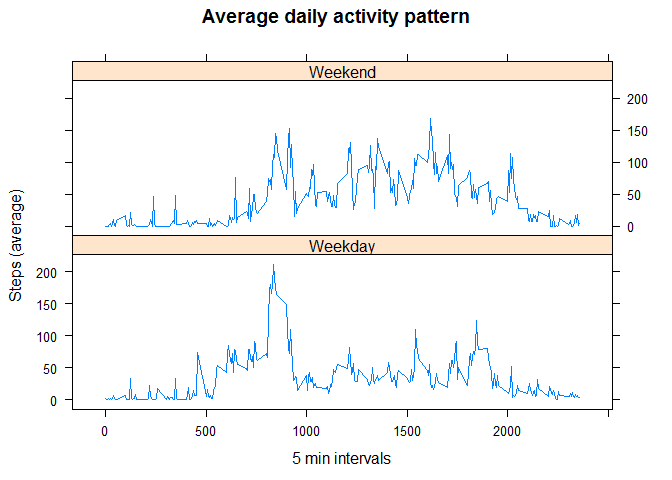 Average daily activity pattern
Weekend
200
150
100
50
0
Steps (average)
Weekday
200
150
100
50
0
0 500 1000 1500 2000
5 min intervals